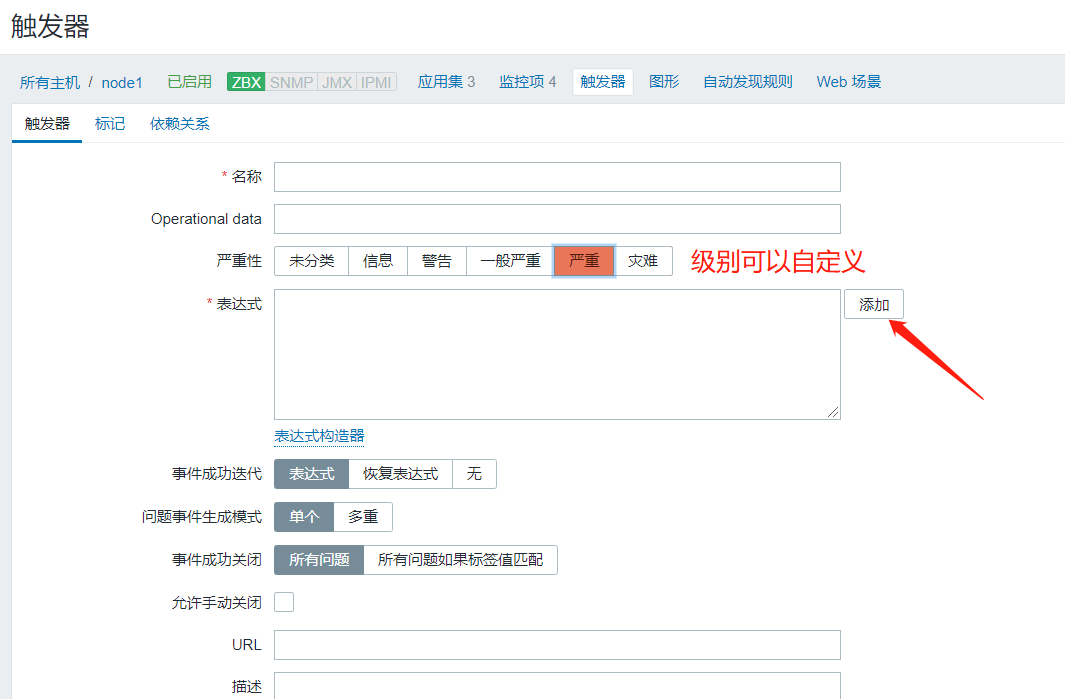 触发器
所有主机 / node1 已启用 ZBX SNMP JMX IPMI 应用集 3 监控项 4 触发器 图形 自动发现规则 Web 场景
触发器 标记 依赖关系
* 名称
Operational data
严重性 未分类 信息 警告 一般严重 严重 灾难 级别可以自定义
* 表达式 添加
表达式构造器
事件成功迭代 表达式 恢复表达式 无
问题事件生成模式 单个 多重
事件成功关闭 所有问题 所有问题如果标签值匹配
允许手动关闭
URL
描述